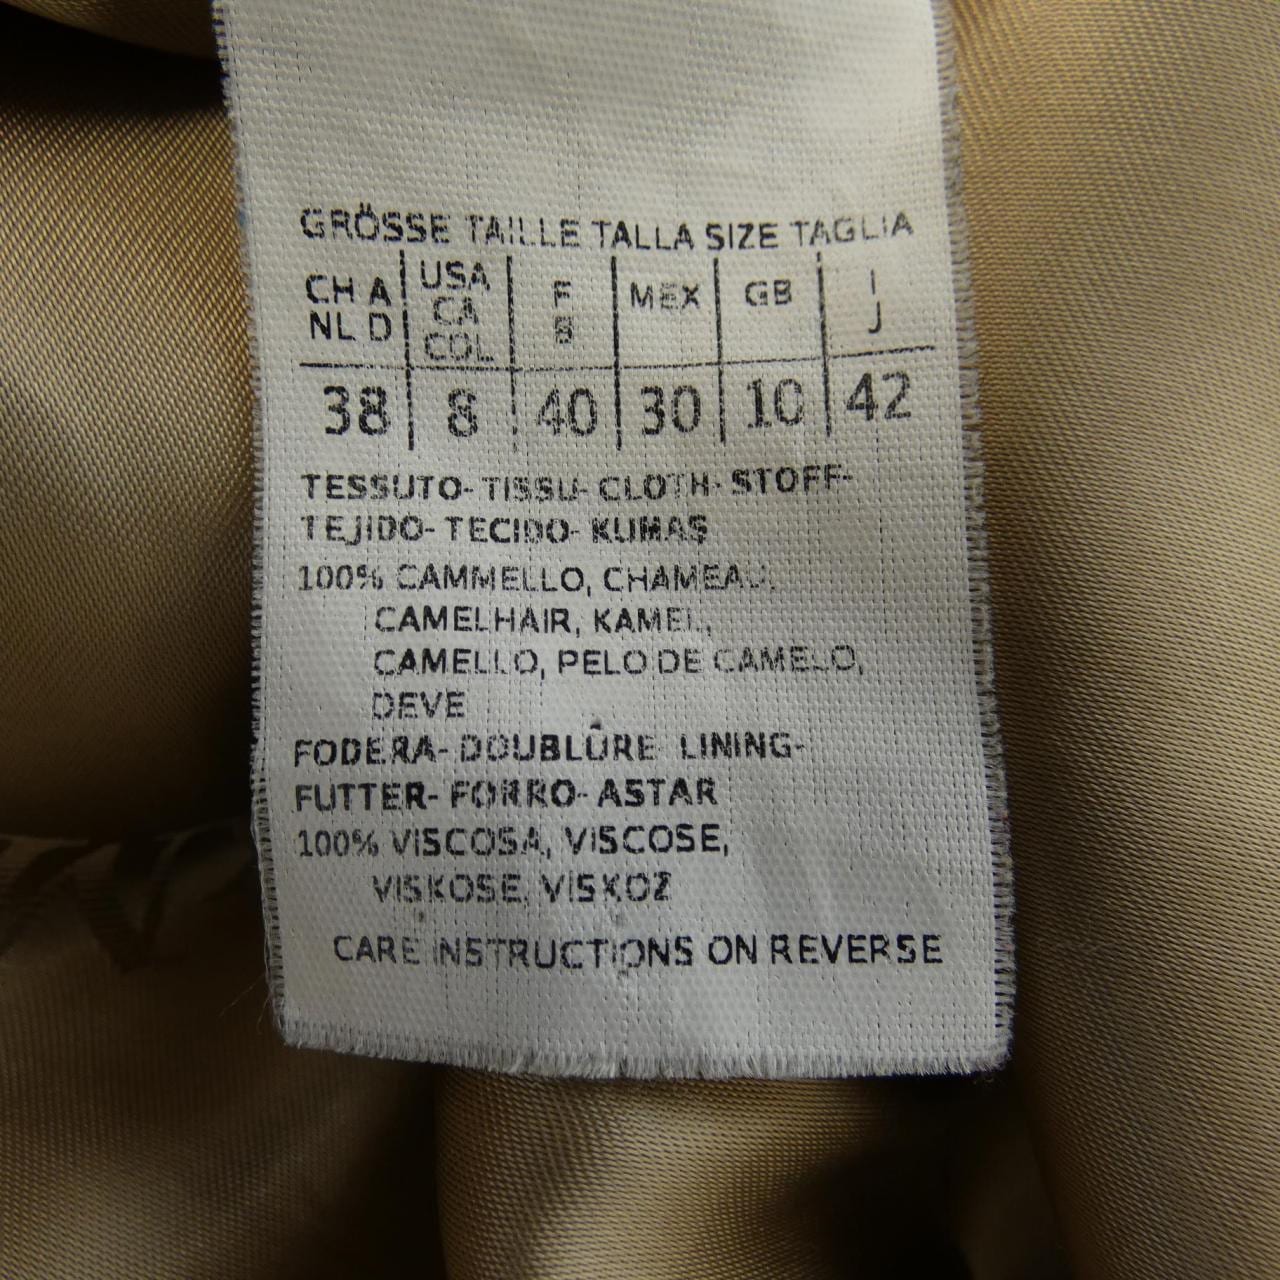 GRÖSSE TAILLE TALLA SIZE TAGLIA
CH A NL D USA CA COL F B MEX GB I J
38 8 40 30 10 42
TESSUTO- TISSU- CLOTH- STOFF-
TEJIDO- TECIDO- KUMAŞ
100% CAMMELLO, CHAMEAU,
CAMELHAIR, KAMEL,
CAMELLO, PELO DE CAMELO,
DEVE
FODERA- DOUBLÛRE LINING-
FUTTER- FORRO- ASTAR
100% VISCOSA, VISCOSE,
VISKOSE, VISKOZ
CARE INSTRUCTIONS ON REVERSE